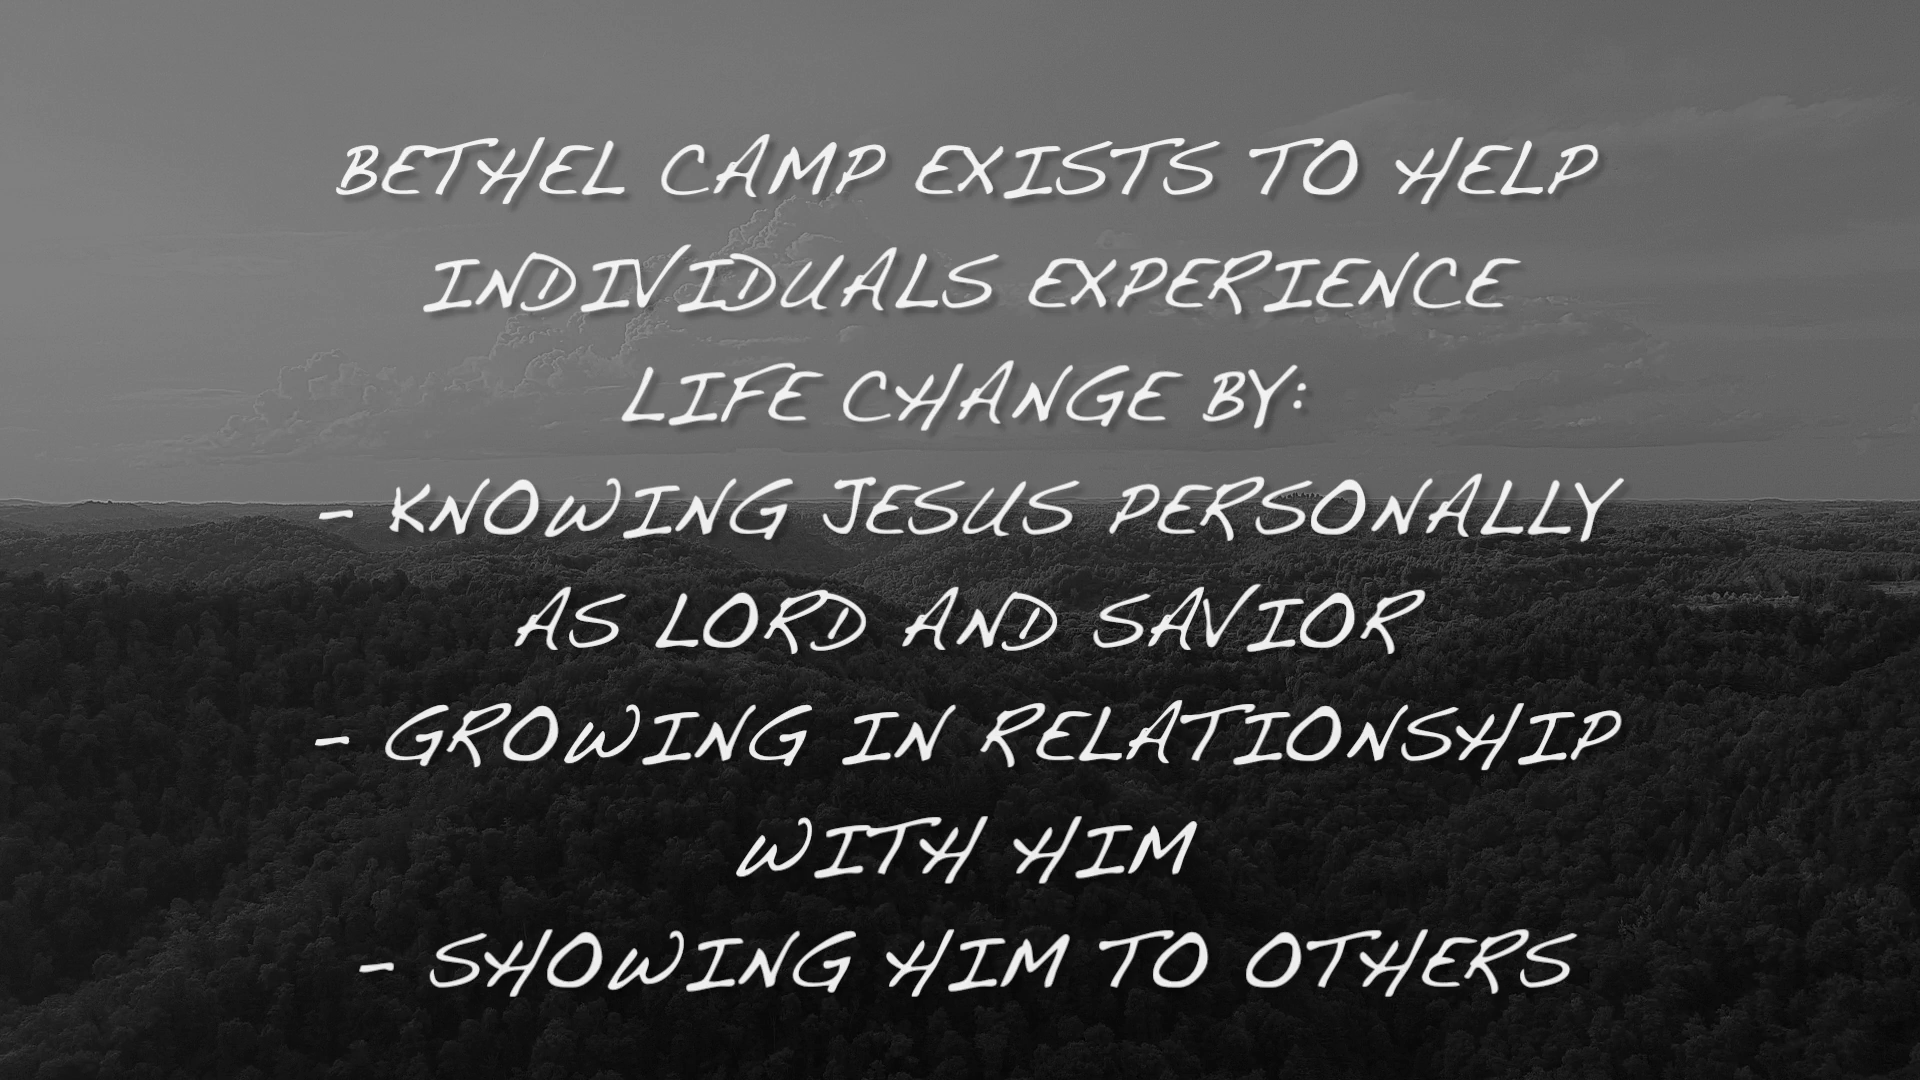 BETHEL CAMP EXISTS TO HELP
INDIVIDUALS EXPERIENCE
LIFE CHANGE BY:
- KNOWING JESUS PERSONALLY
AS LORD AND SAVIOR
- GROWING IN RELATIONSHIP
WITH HIM
- SHOWING HIM TO OTHERS